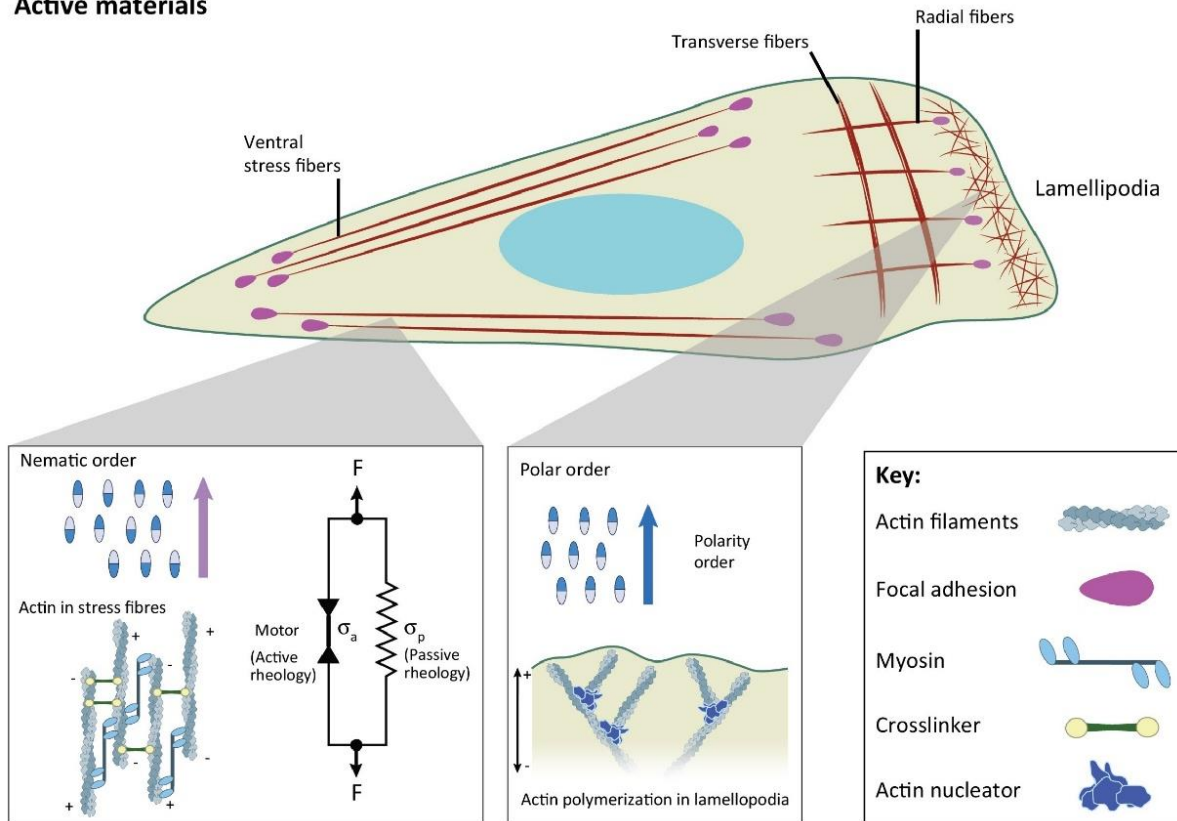 Active materials
Radial fibers
Transverse fibers
Ventral
stress fibers
Lamellipodia
Nematic order
F
Actin in stress fibres
+
+
-
-
Motor
(Active
rheology)
σa
σp
(Passive
rheology)
-
-
+
+
F
Polar order
Polarity
order
+
-
Actin polymerization in lamellopodia
Key:
Actin filaments
Focal adhesion
Myosin
Crosslinker
Actin nucleator